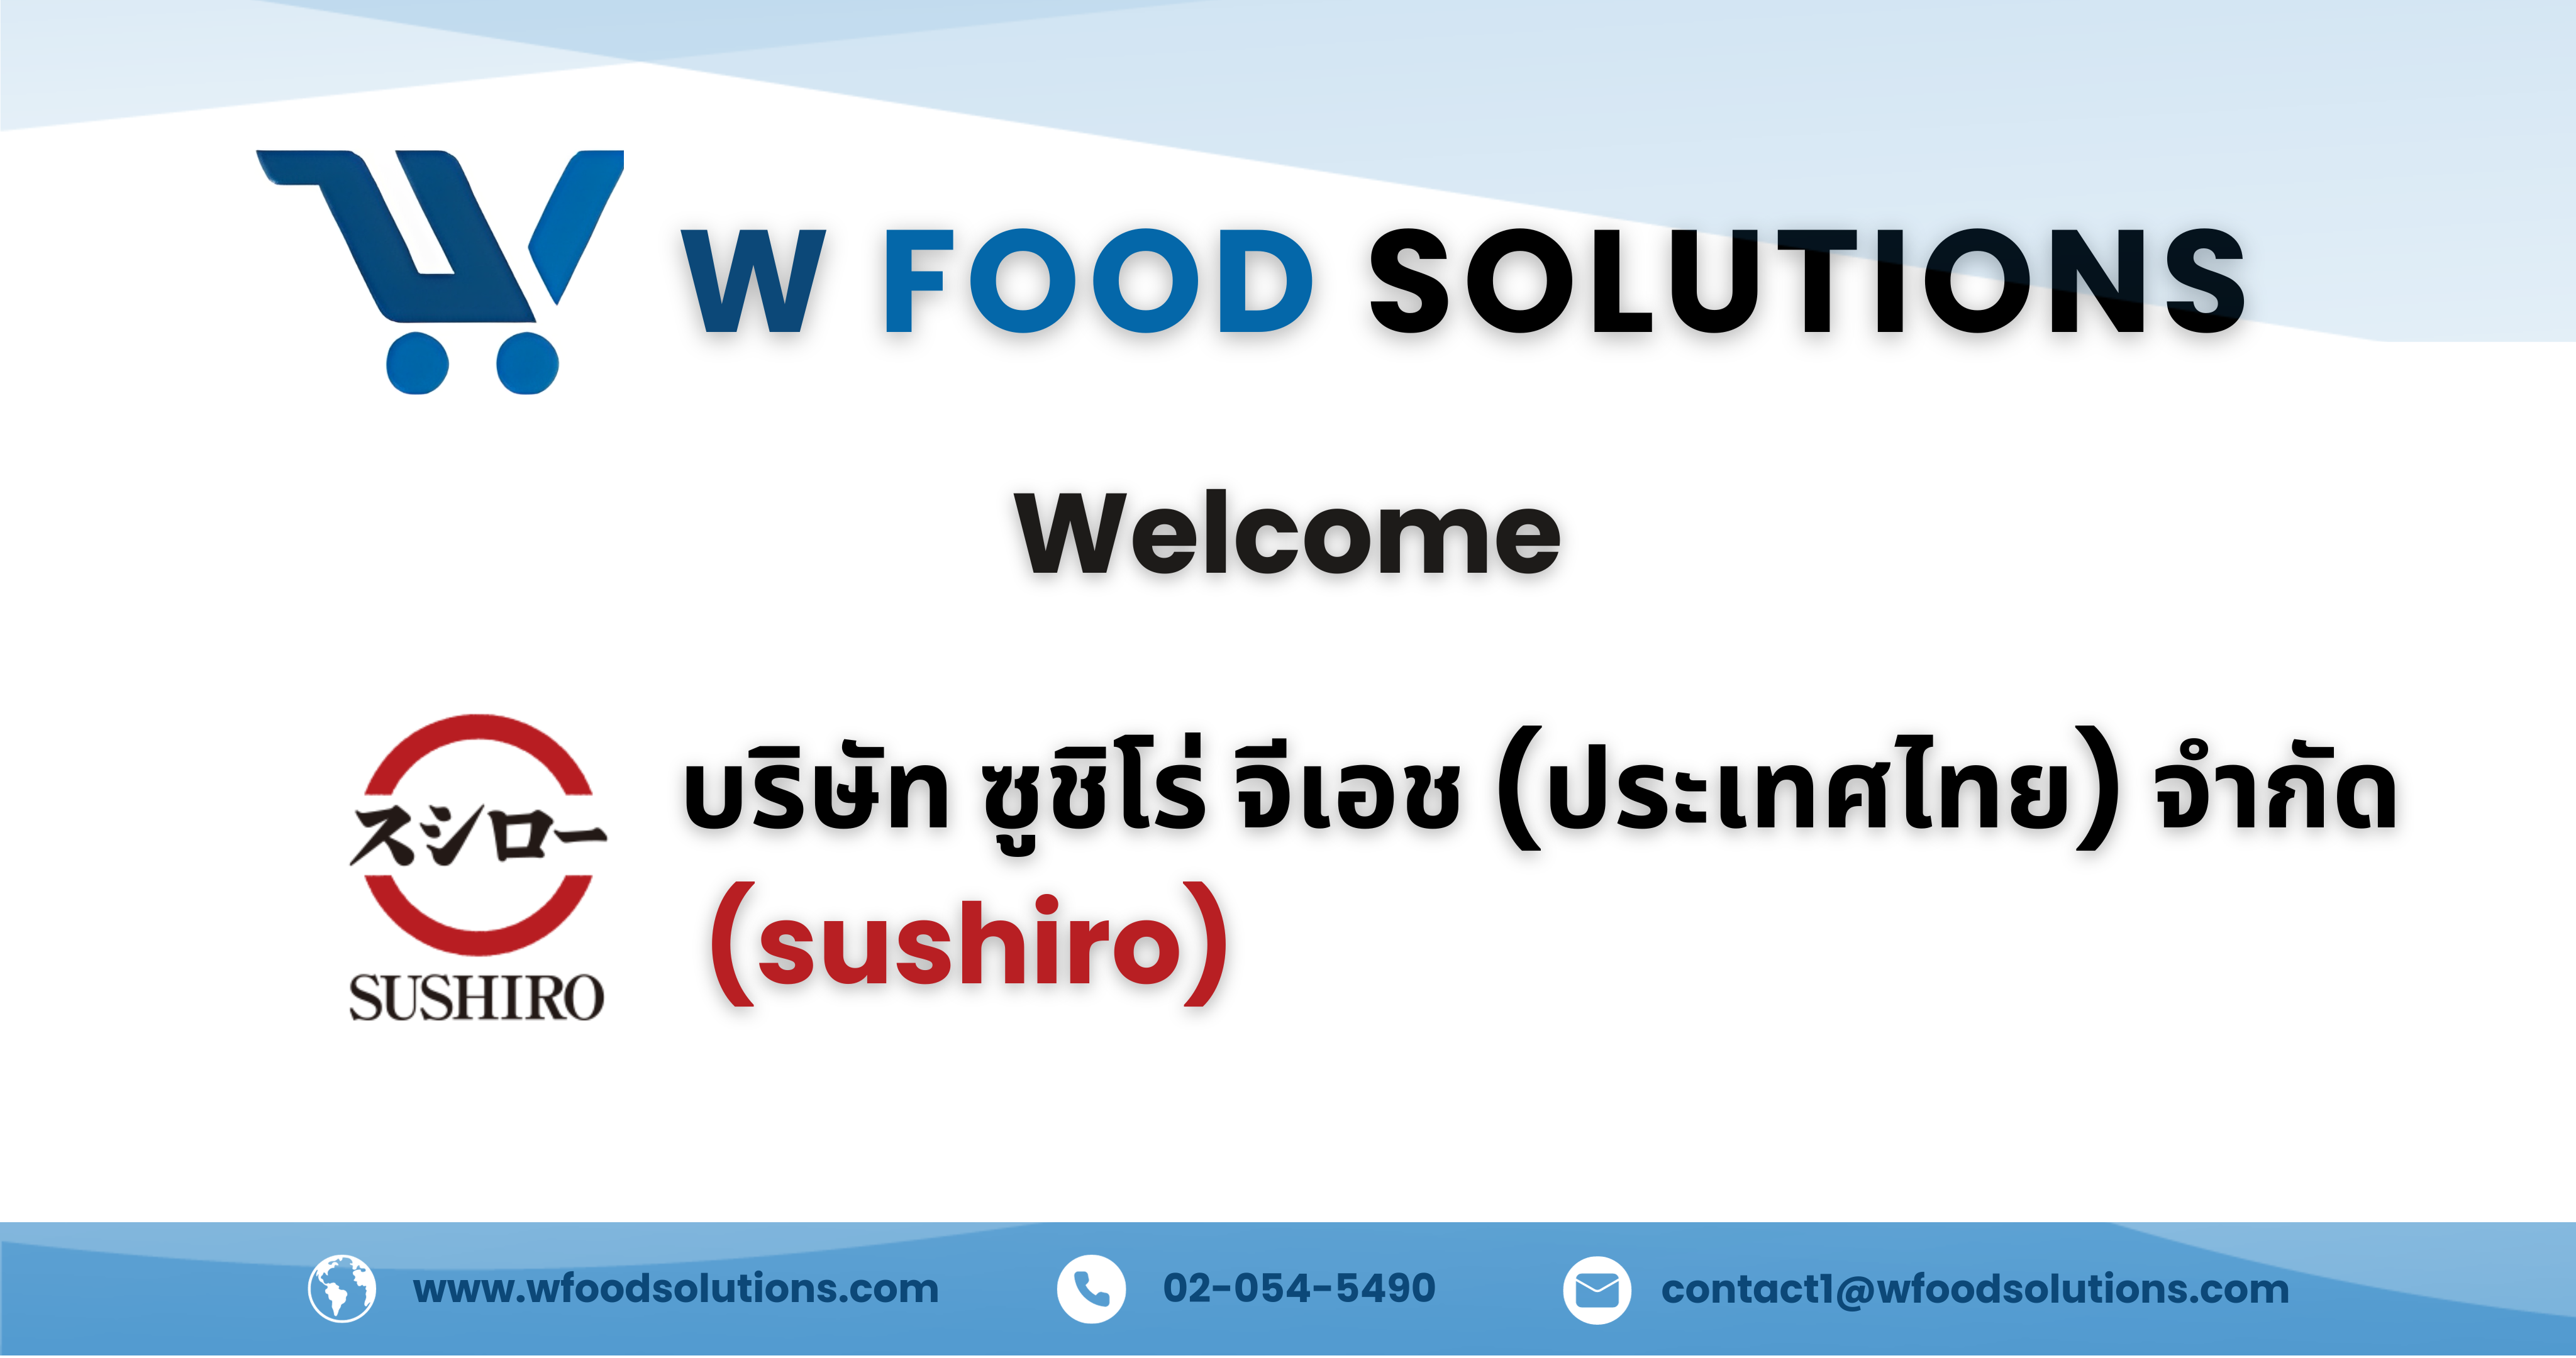 W FOOD SOLUTIONS
Welcome
スシロー
SUSHIRO
บริษัท ซูชิโร่ จีเอช (ประเทศไทย) จำกัด
(sushiro)
www.wfoodsolutions.com
02-054-5490
contact1@wfoodsolutions.com